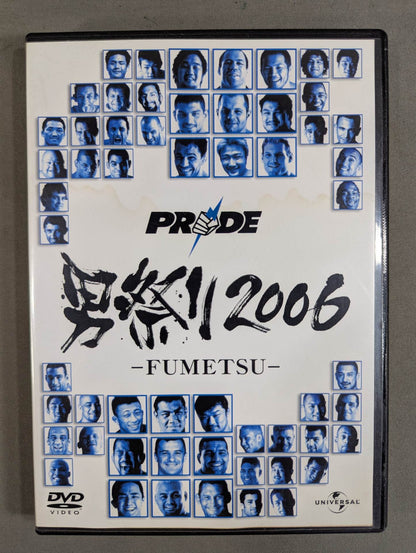 PRIDE
男祭り2006
-FUMETSU-
DVD
VIDEO
UNIVERSAL